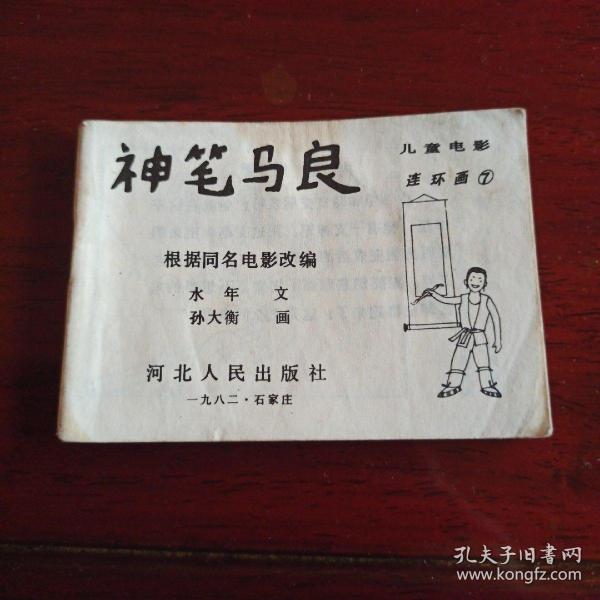 神笔马良
儿童电影
连环画⑦
根据同名电影改编
水年 文
孙大衡 画
河北人民出版社
一九八二·石家庄
孔夫子旧书网
www.kongfz.com